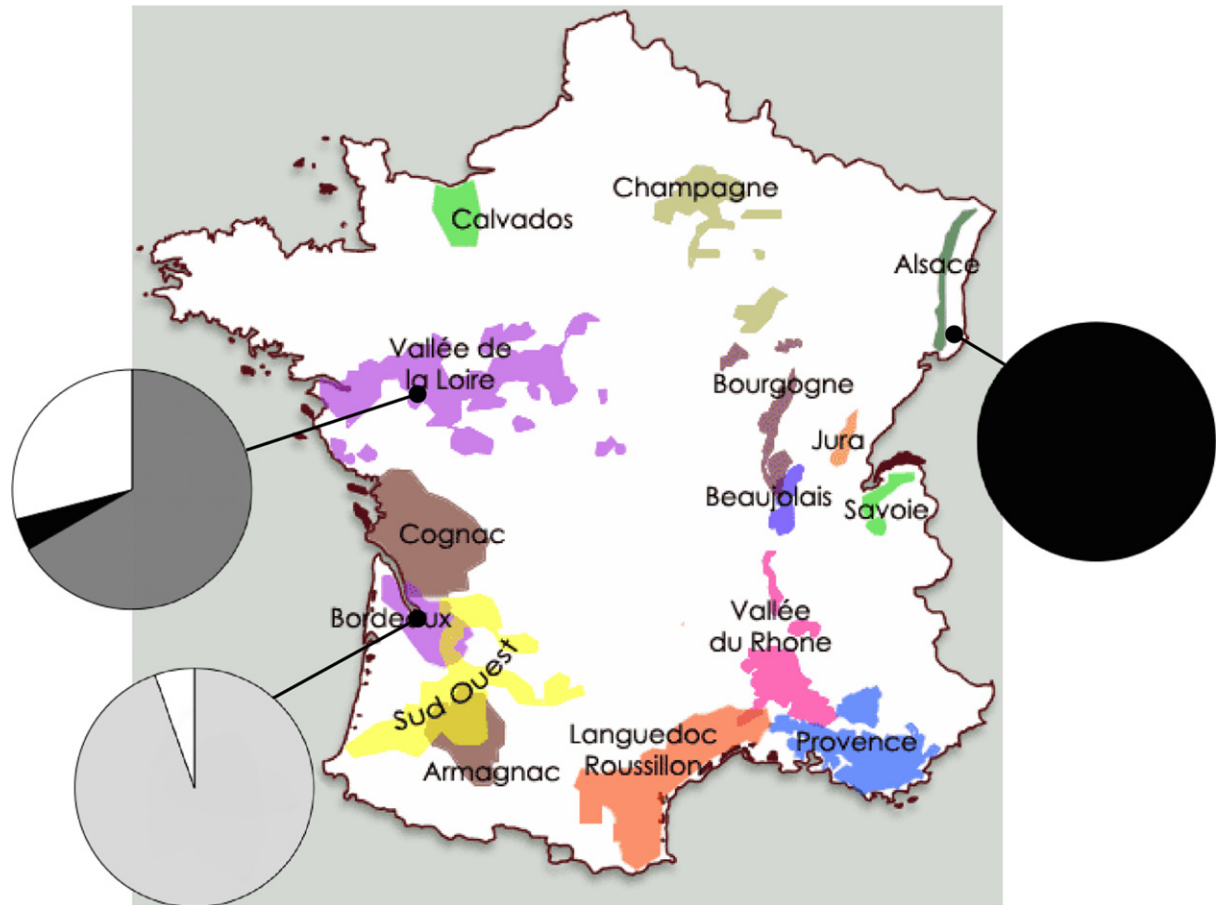 Champagne
Calvados
Alsace
Vallée de
la Loire
Bourgogne
Jura
Beaujolais
Savoie
Cognac
Bordeaux
Vallée
du Rhone
Sud Ouest
Languedoc
Roussillon
Provence
Armagnac